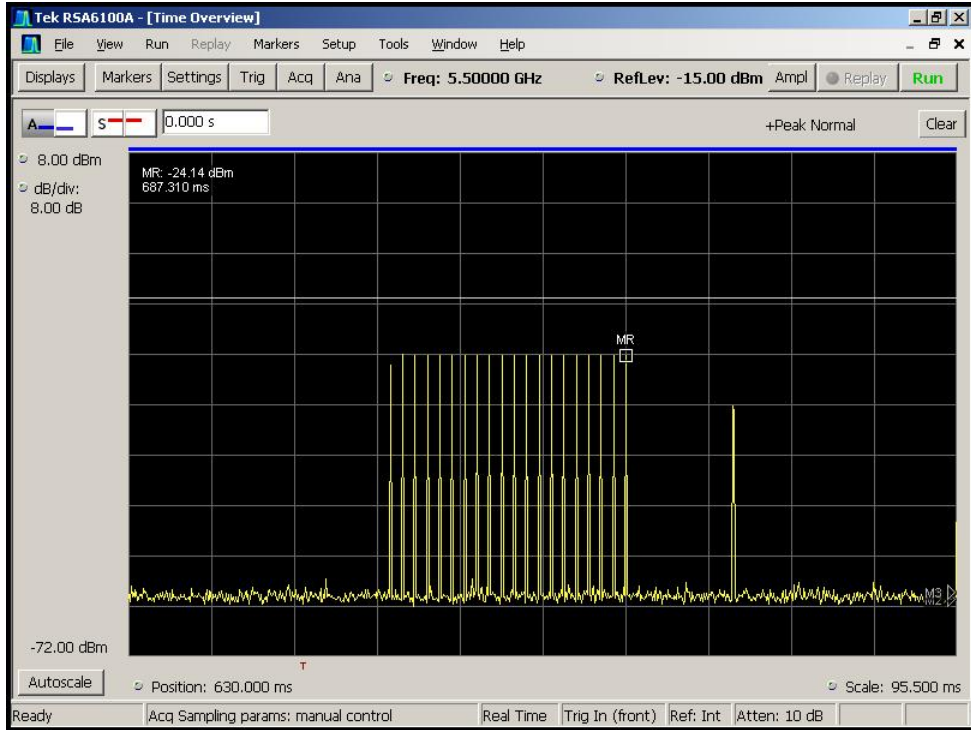 Tek RSA6100A - [Time Overview]
File View Run Replay Markers Setup Tools Window Help
Displays Markers Settings Trig Acq Ana Freq: 5.50000 GHz RefLev: -15.00 dBm Ampl Replay Run
A S 0.000 s +Peak Normal Clear
8.00 dBm
dB/div:
8.00 dB
MR: -24.14 dBm
687.310 ms
MR
M3
-72.00 dBm
T
Autoscale Position: 630.000 ms Scale: 95.500 ms
Ready Acq Sampling params: manual control Real Time Trig In (front) Ref: Int Atten: 10 dB